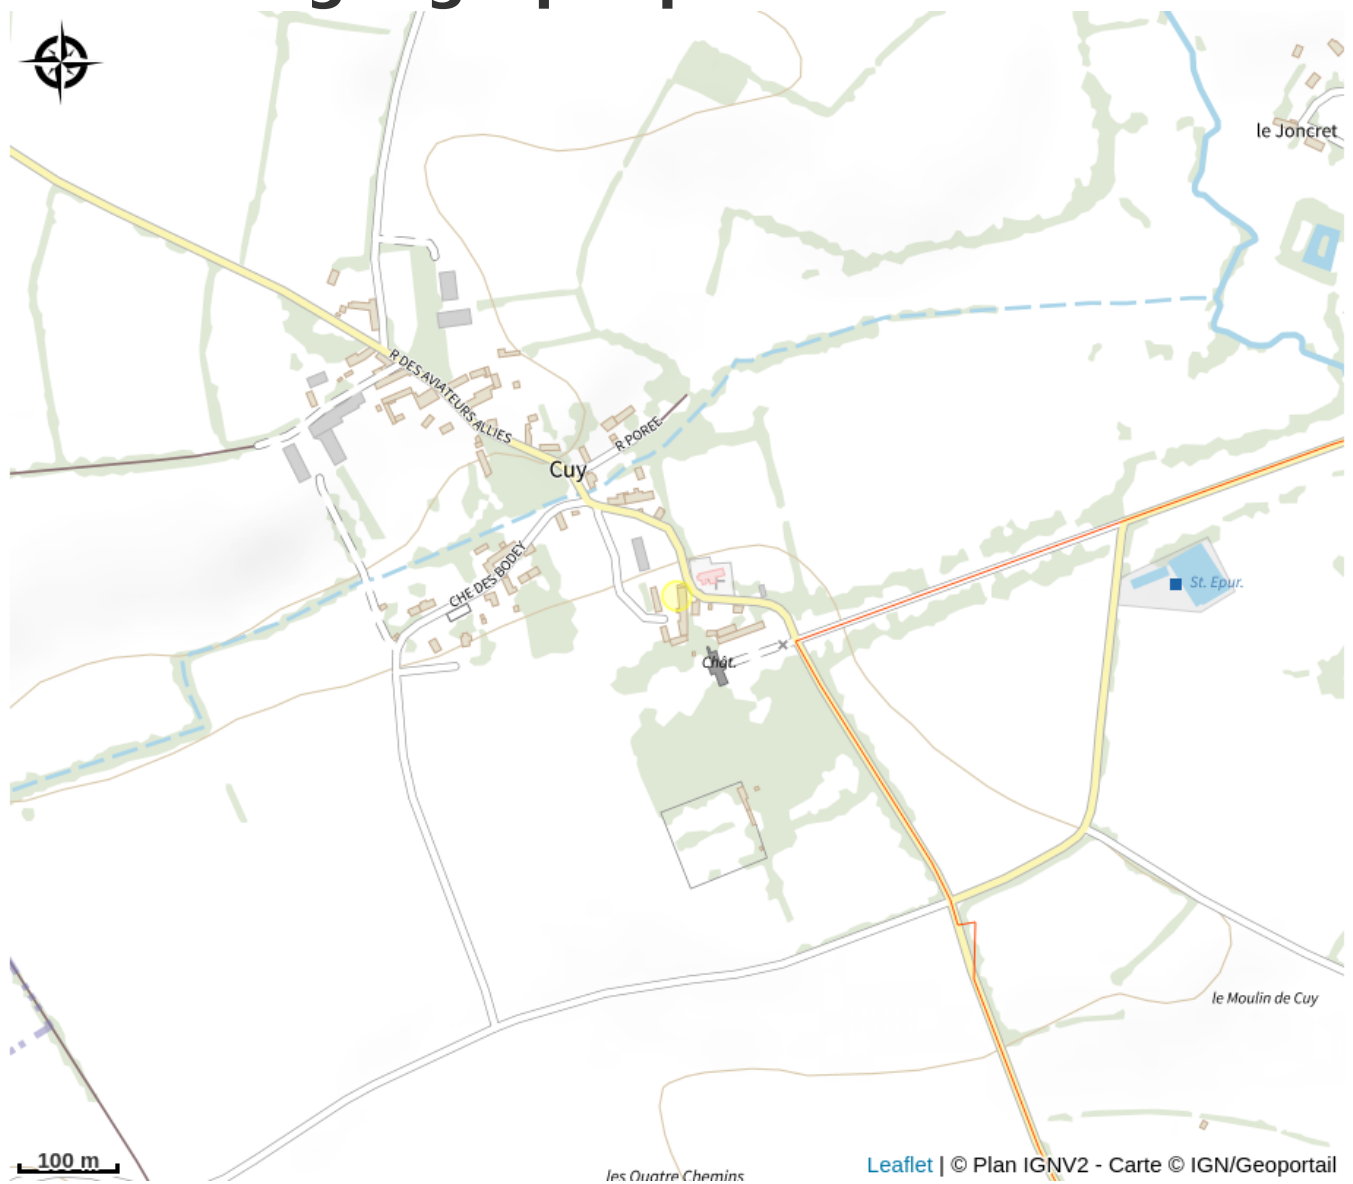 le Joncret
R DES AVIATEURS ALLIES
R POREE
Cuy
CHE DES BODEY
St. Epur.
Chât.
le Moulin de Cuy
100 m
Leaflet | © Plan IGNV2 - Carte © IGN/Geoportail
les Quatre Chemins